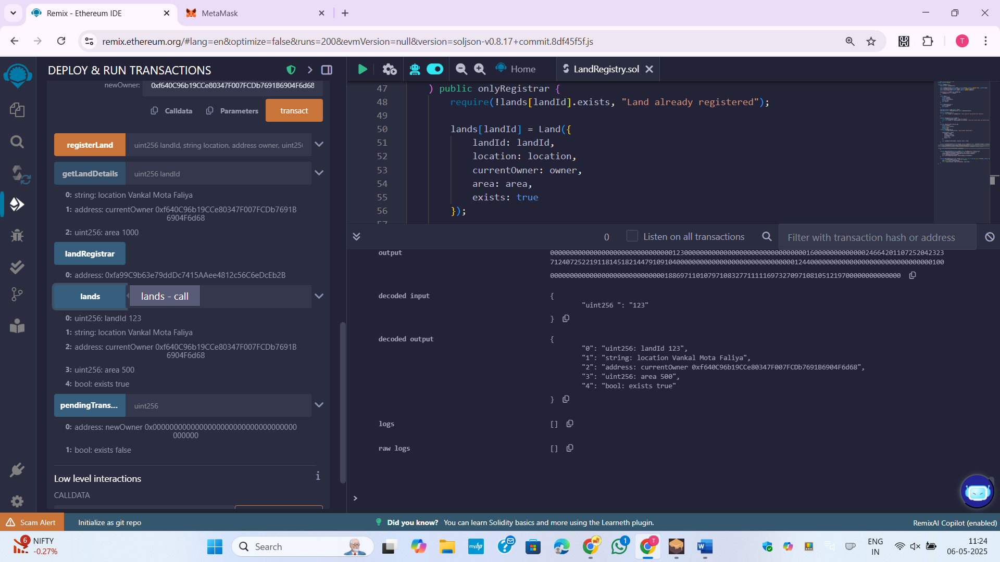 Remix - Ethereum IDE
MetaMask
remix.ethereum.org/#lang=en&optimize=false&runs=200&evmVersion=null&version=soljson-v0.8.17+commit.8df45f5f.js
T
DEPLOY & RUN TRANSACTIONS
newOwner: 0xf640C96b19CCe80347F007FCDb7691B6904F6d68
Calldata Parameters transact
registerLand uint256 landId, string location, address owner, uint25
getLandDetails uint256 landId
0: string: location Vankal Mota Faliya
1: address: currentOwner 0xf640C96b19CCe80347F007FCDb7691B
6904F6d68
2: uint256: area 1000
landRegistrar
0: address: 0xfa99C9b63e79ddDc7415AAee4812c56C6eDcEb2B
lands lands - call
0: uint256: landId 123
1: string: location Vankal Mota Faliya
2: address: currentOwner 0xf640C96b19CCe80347F007FCDb7691B
6904F6d68
3: uint256: area 500
4: bool: exists true
pendingTrans... uint256
0: address: newOwner 0x0000000000000000000000000000000000
000000
1: bool: exists false
Low level interactions
CALLDATA
Home LandRegistry.sol
47 ) public onlyRegistrar {
48 require(!lands[landId].exists, "Land already registered");
49
50 lands[landId] = Land({
51 landId: landId,
52 location: location,
53 currentOwner: owner,
54 area: area,
55 exists: true
56 });
57
0 Listen on all transactions Filter with transaction hash or address
output
decoded input {
"uint256 ": "123"
}
decoded output {
"0": "uint256: landId 123",
"1": "string: location Vankal Mota Faliya",
"2": "address: currentOwner 0xf640C96b19CCe80347F007FCDb7691B6904F6d68",
"3": "uint256: area 500",
"4": "bool: exists true"
}
logs []
raw logs []
>
Scam Alert Initialize as git repo Did you know? You can learn Solidity basics and more using the Learneth plugin. RemixAI Copilot (enabled)
6 NIFTY
-0.27%
Search
myhp
1
T
W
ENG
IN
11:24
06-05-2025